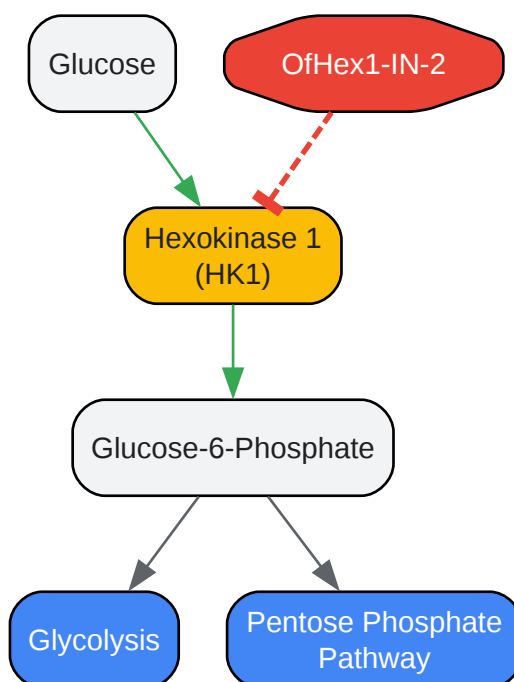 Glucose
OfHex1-IN-2
Hexokinase 1
(HK1)
Glucose-6-Phosphate
Glycolysis
Pentose Phosphate
Pathway